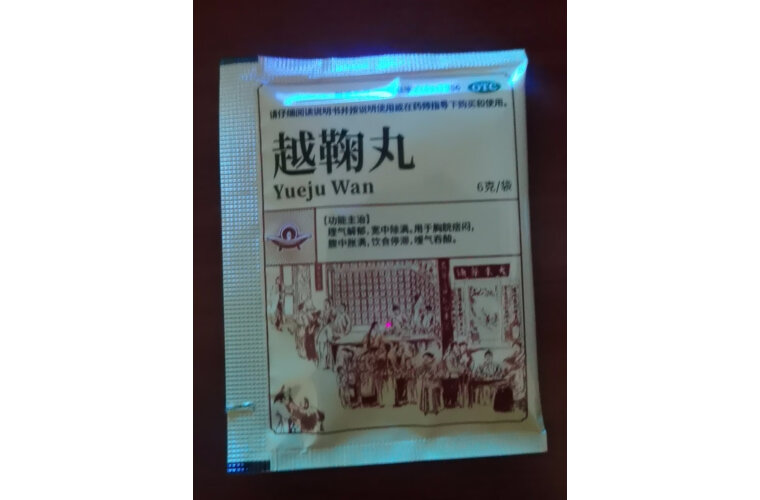 OTC
请仔细阅读说明书并按说明使用或在药师指导下购买和使用。
越鞠丸
Yueju Wan
6克/袋
【功能主治】
理气解郁,宽中除满。用于胸脘痞闷,
腹中胀满,饮食停滞,嗳气吞酸。